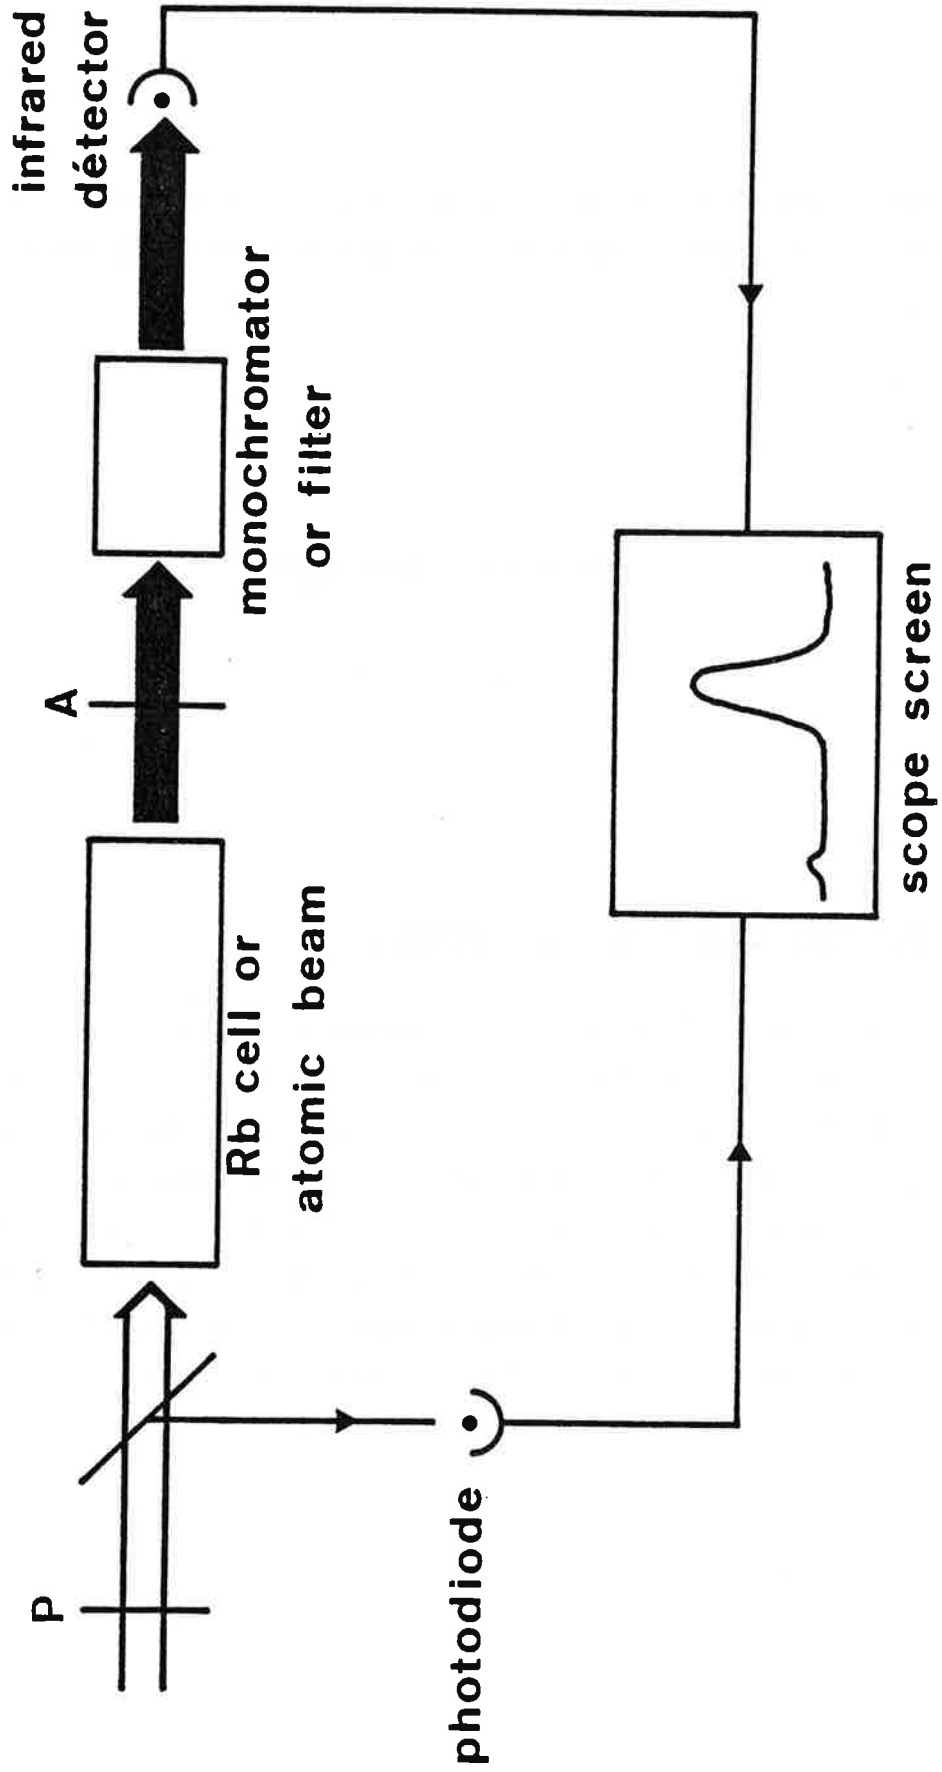 P
A
infrared
détector
Rb cell or
atomic beam
monochromator
or filter
photodiode
scope screen